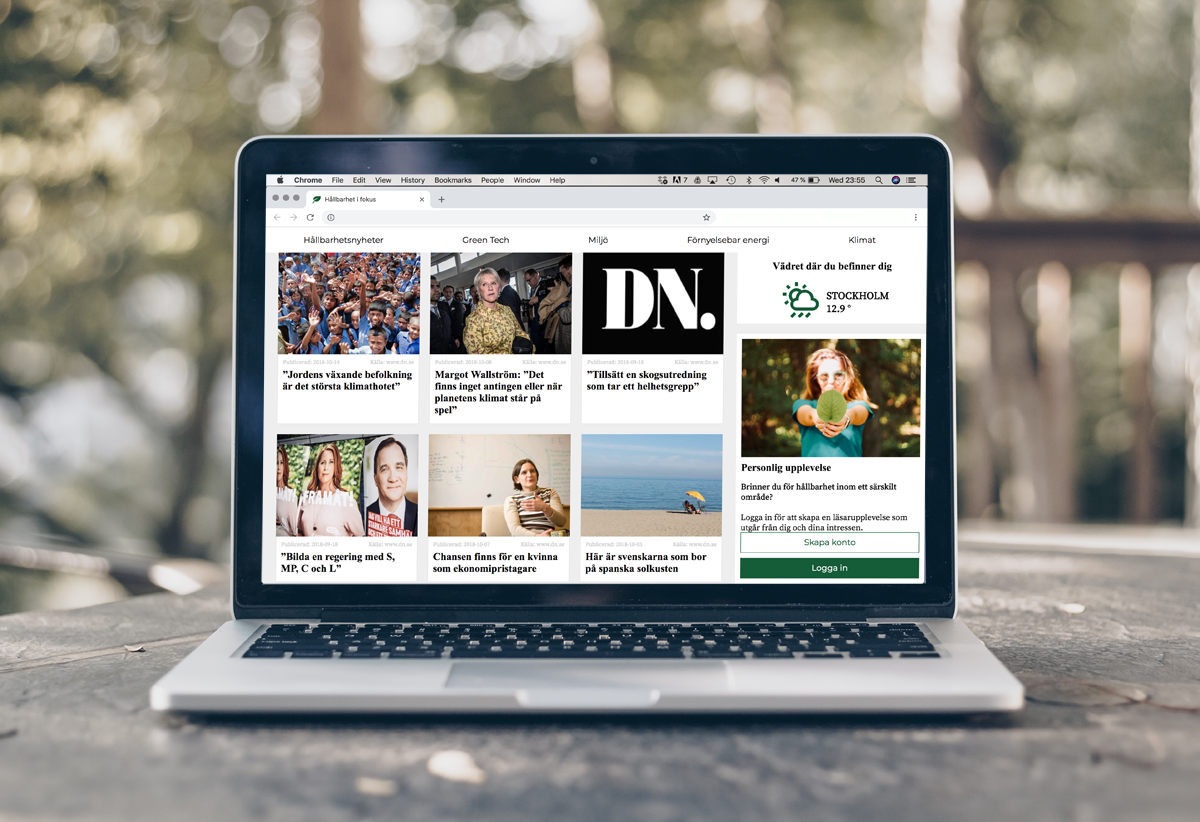 Chrome File Edit View History Bookmarks People Window Help 7 47 % Wed 23:55
Hållbarhet i fokus
Hållbarhetsnyheter Green Tech Miljö Förnyelsebar energi Klimat
DN.
Publicerad: 2018-10-14 Källa: www.dn.se
”Jordens växande befolkning
är det största klimathotet”
Publicerad: 2018-10-08 Källa: www.dn.se
Margot Wallström: ”Det
finns inget antingen eller när
planetens klimat står på
spel”
Publicerad: 2018-09-18 Källa: www.dn.se
”Tillsätt en skogsutredning
som tar ett helhetsgrepp”
FRAMÅT.
Publicerad: 2018-09-18 Källa: www.dn.se
”Bilda en regering med S,
MP, C och L”
Publicerad: 2018-10-07 Källa: www.dn.se
Chansen finns för en kvinna
som ekonomipristagare
Publicerad: 2018-10-03 Källa: www.dn.se
Här är svenskarna som bor
på spanska solkusten
Vädret där du befinner dig
STOCKHOLM
12.9 °
Personlig upplevelse
Brinner du för hållbarhet inom ett särskilt
område?
Logga in för att skapa en läsarupplevelse som
utgår från dig och dina intressen.
Skapa konto
Logga in